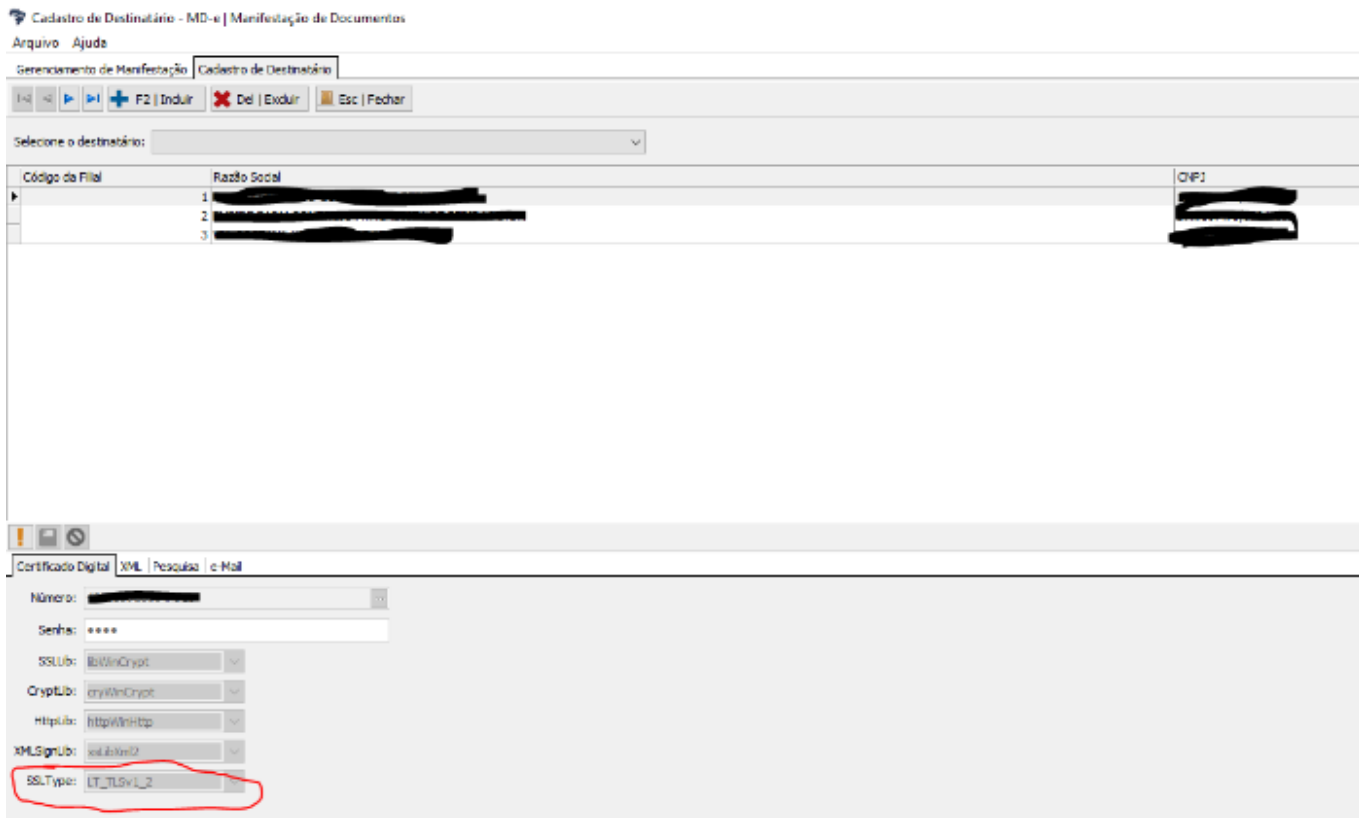 Cadastro de Destinatário - MD-e | Manifestação de Documentos
Arquivo Ajuda
Gerenciamento de Manifestação Cadastro de Destinatário
F2 | Incluir Del | Excluir Esc | Fechar
Selecione o destinatário:
Código da Filial Razão Social CNPJ
1
2
3
Certificado Digital XML Pesquisa e-Mail
Número:
Senha: ••••
SSLLib: libWinCrypt
CryptLib: cryWinCrypt
HttpLib: httpWinHttp
XMLSignLib: xsLibXml2
SSLType: LT_TLSv1_2